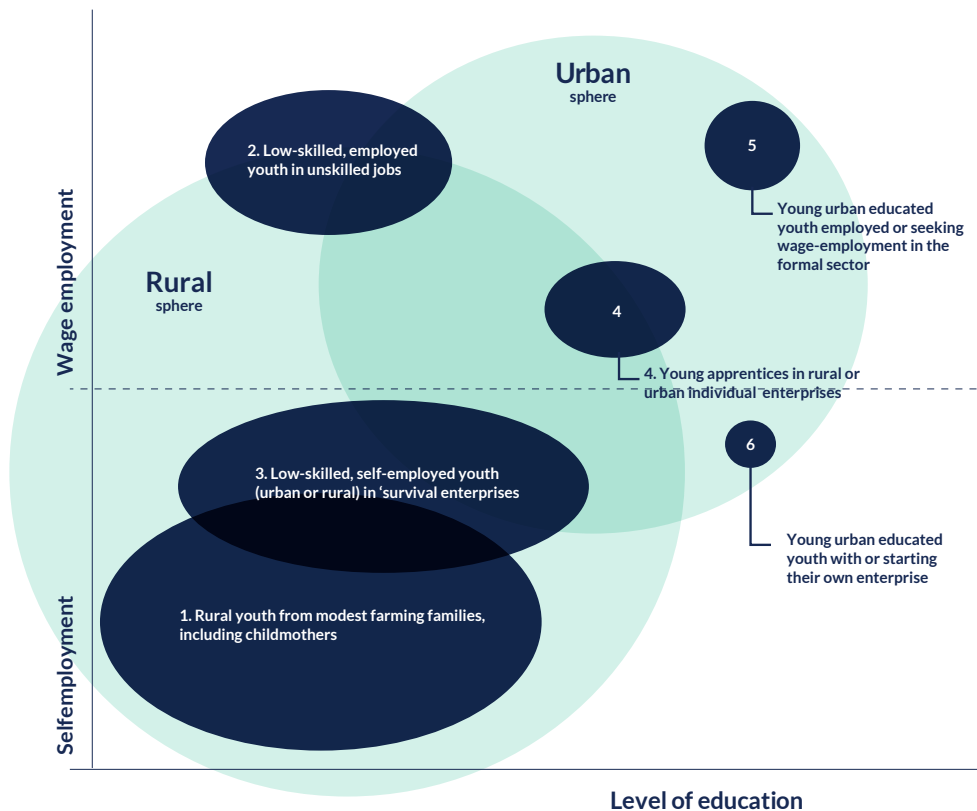 Urban
sphere
2. Low-skilled, employed
youth in unskilled jobs
5
Young urban educated
youth employed or seeking
wage-employment in the
formal sector
Wage employment
Rural
sphere
4
4. Young apprentices in rural or
urban individual enterprises
6
3. Low-skilled, self-employed youth
(urban or rural) in ‘survival enterprises
Young urban educated
youth with or starting
their own enterprise
1. Rural youth from modest farming families,
including childmothers
Selfemployment
Level of education